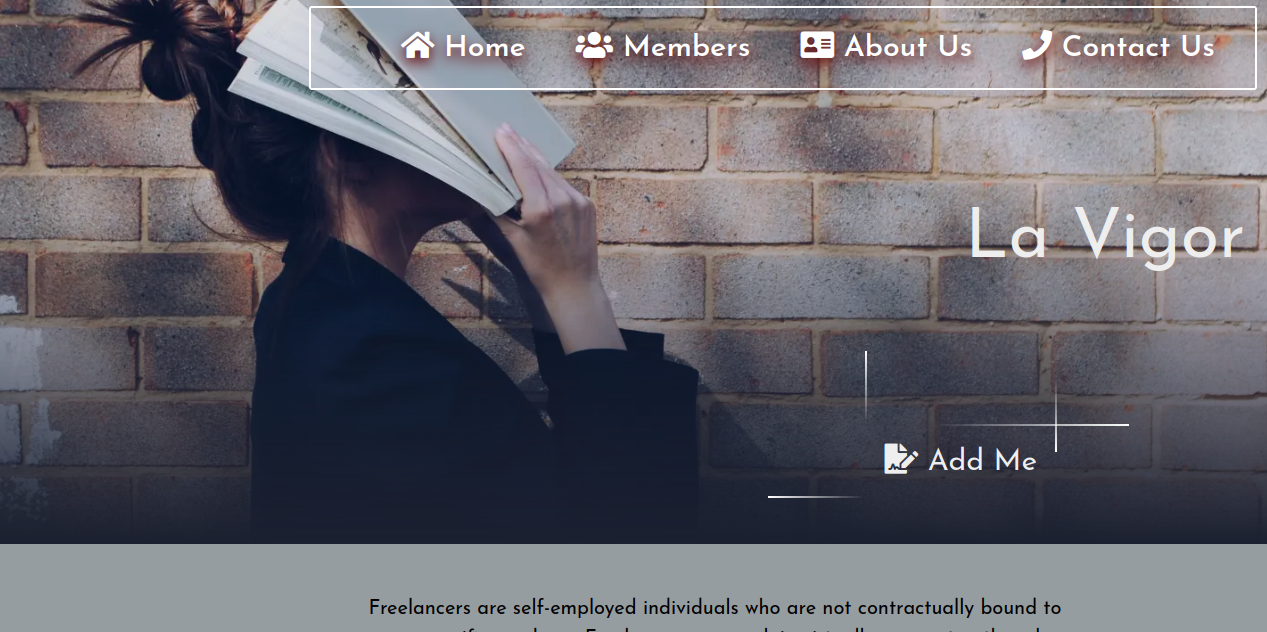 Home Members About Us Contact Us
La Vigor
Add Me
Freelancers are self-employed individuals who are not contractually bound to